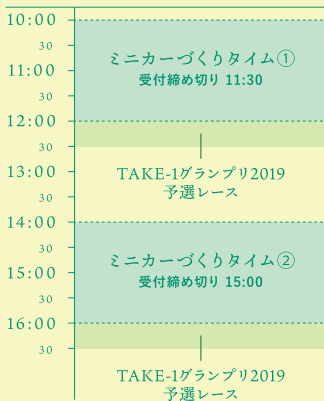 10:00
30
ミニカーづくりタイム①
11:00
受付締め切り 11:30
30
12:00
30
13:00
TAKE-1グランプリ2019
予選レース
30
14:00
30
ミニカーづくりタイム②
15:00
受付締め切り 15:00
30
16:00
30
TAKE-1グランプリ2019
予選レース